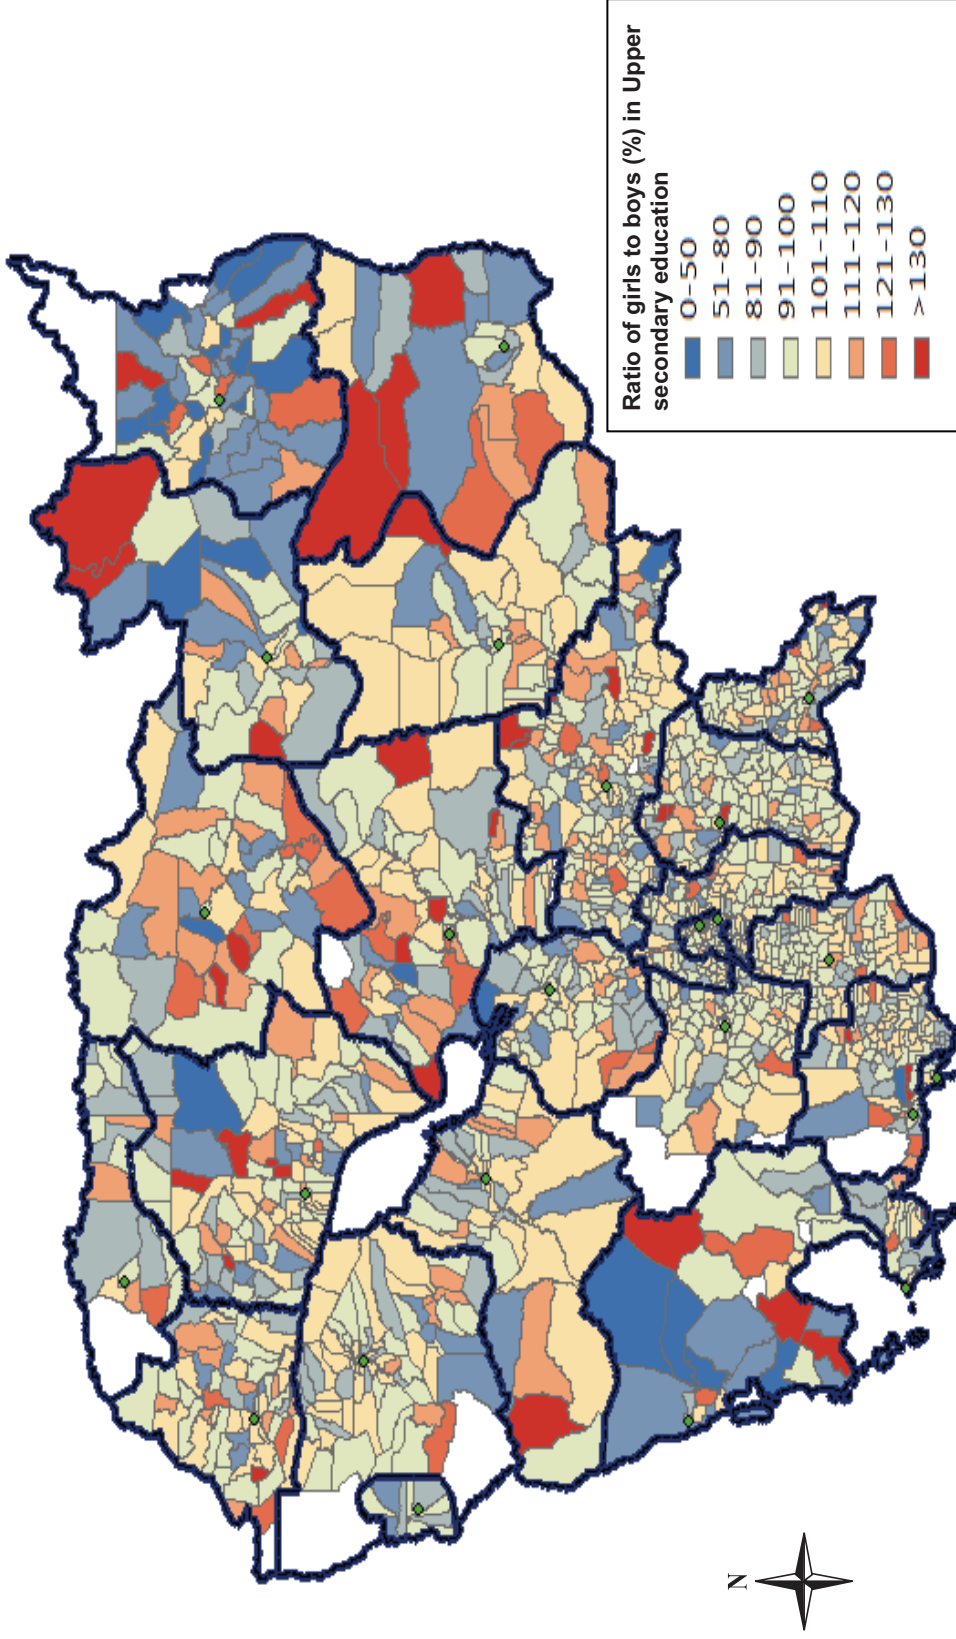 Ratio of girls to boys (%) in Upper
secondary education
0-50
51-80
81-90
91-100
101-110
111-120
121-130
>130
N